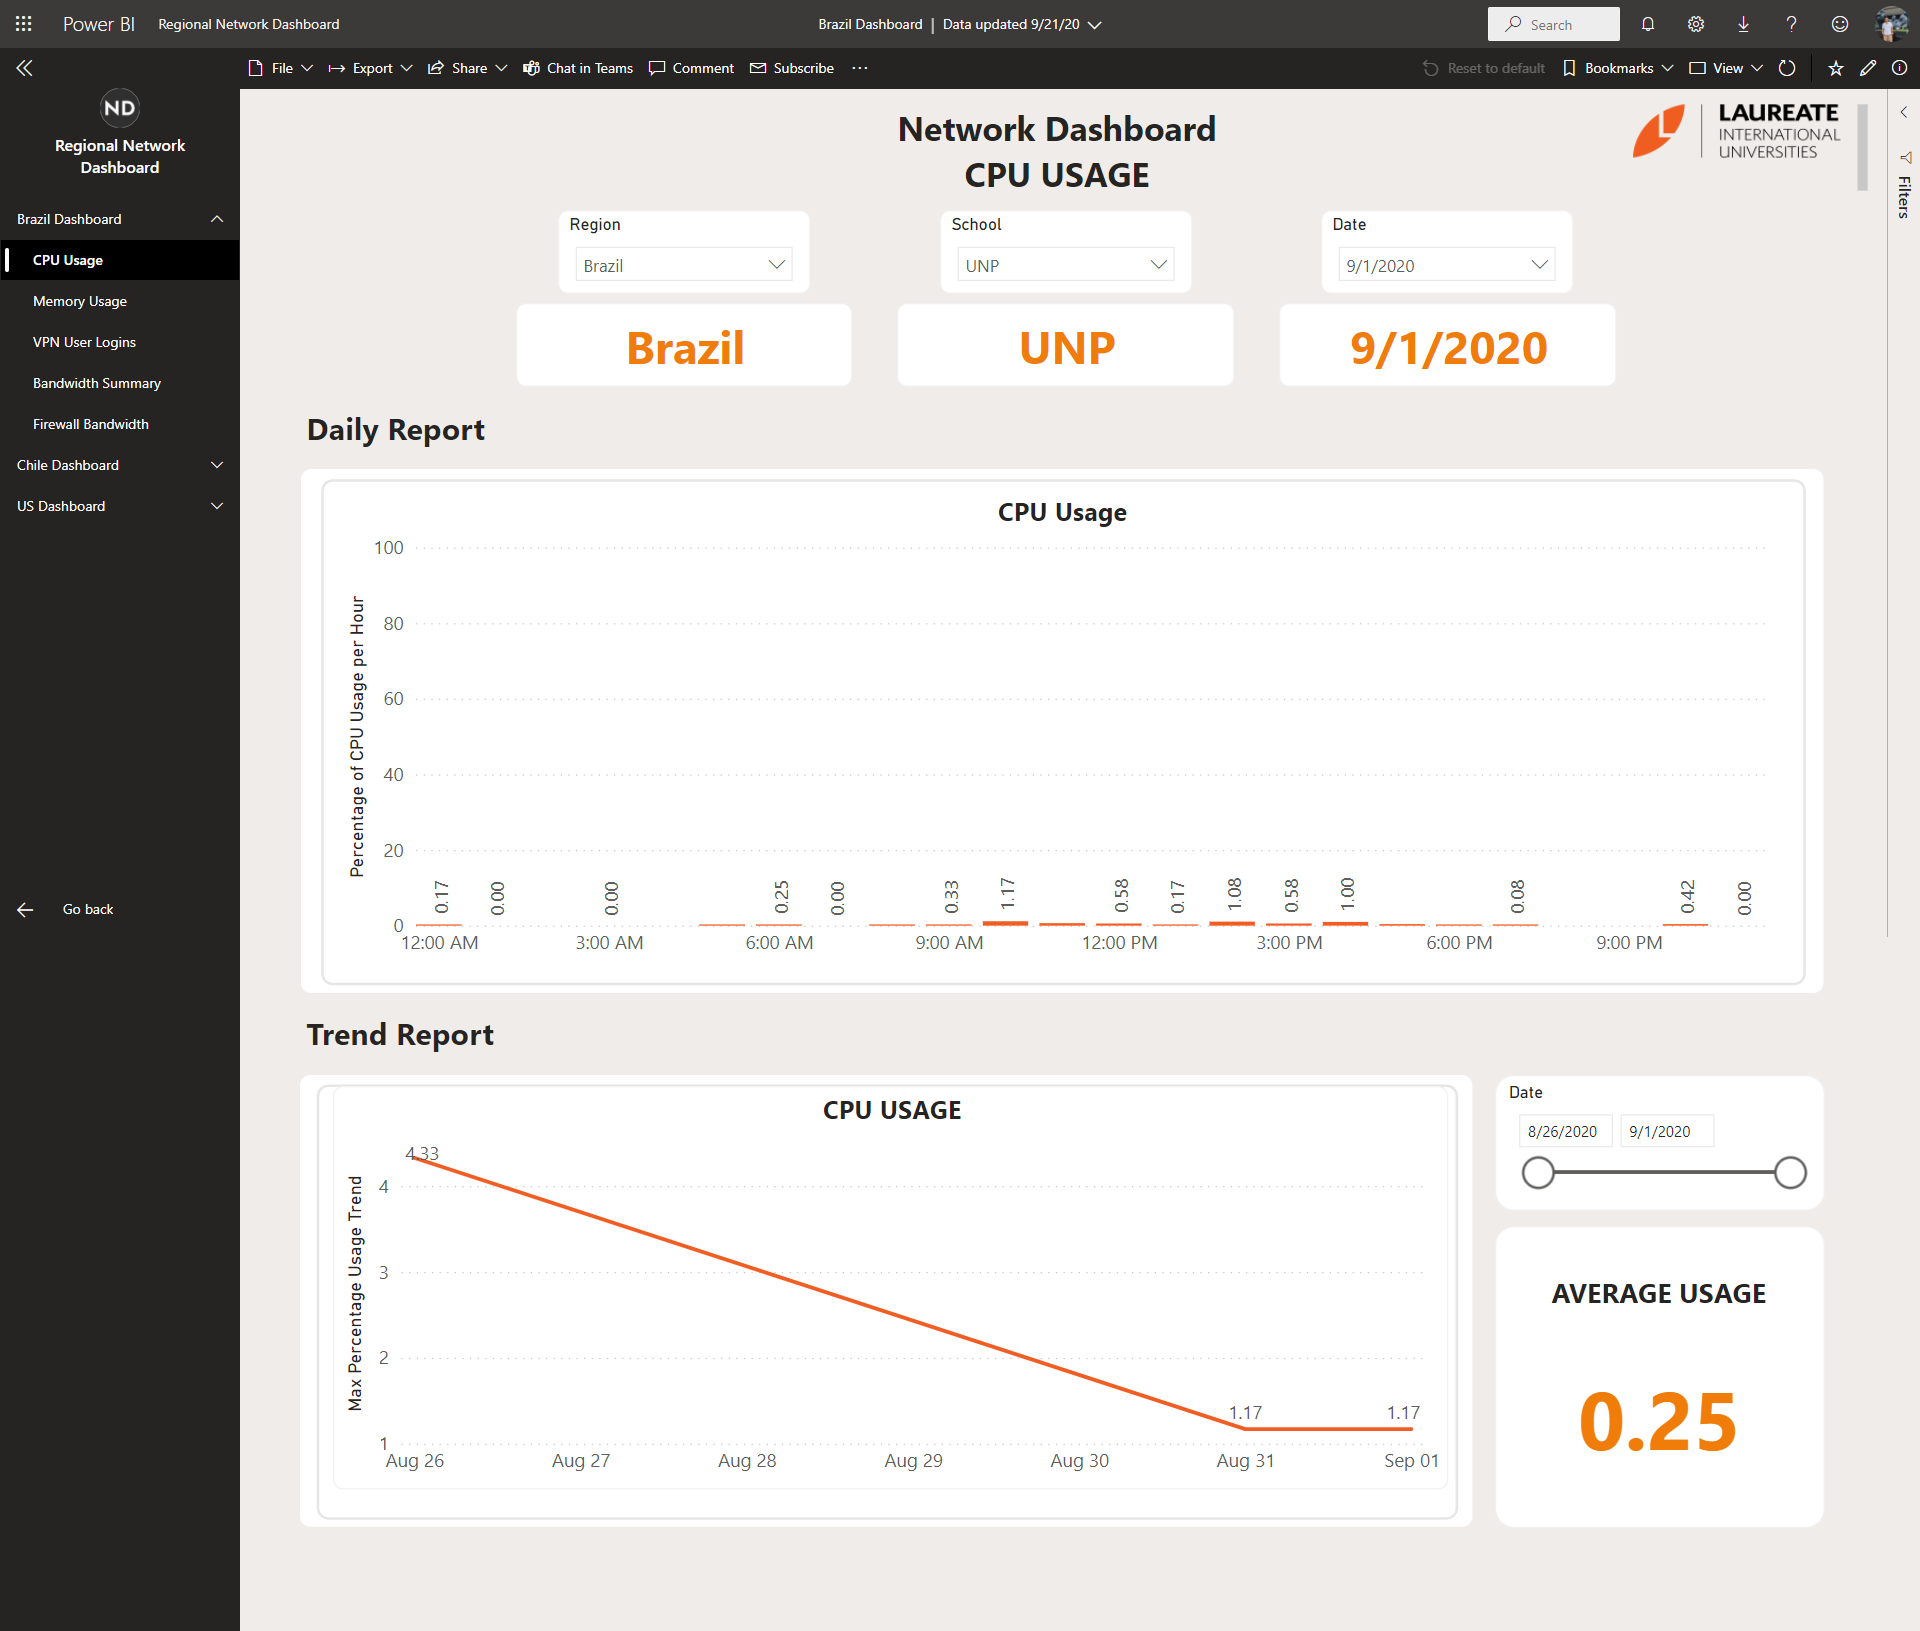 Power BI
Regional Network Dashboard
Brazil Dashboard | Data updated 9/21/20
Search
File
Export
Share
Chat in Teams
Comment
Subscribe
Reset to default
Bookmarks
View
ND
Regional Network
Dashboard
Brazil Dashboard
CPU Usage
Memory Usage
VPN User Logins
Bandwidth Summary
Firewall Bandwidth
Chile Dashboard
US Dashboard
Go back
Network Dashboard
CPU USAGE
LAUREATE
INTERNATIONAL
UNIVERSITIES
Filters
Region
Brazil
School
UNP
Date
9/1/2020
Brazil
UNP
9/1/2020
Daily Report
CPU Usage
Percentage of CPU Usage per Hour
100
80
60
40
20
0
0.17
0.00
0.00
0.25
0.00
0.33
1.17
0.58
0.17
1.08
0.58
1.00
0.08
0.42
0.00
12:00 AM
3:00 AM
6:00 AM
9:00 AM
12:00 PM
3:00 PM
6:00 PM
9:00 PM
Trend Report
CPU USAGE
Max Percentage Usage Trend
4
3
2
1
4.33
1.17
1.17
Aug 26
Aug 27
Aug 28
Aug 29
Aug 30
Aug 31
Sep 01
Date
8/26/2020
9/1/2020
AVERAGE USAGE
0.25